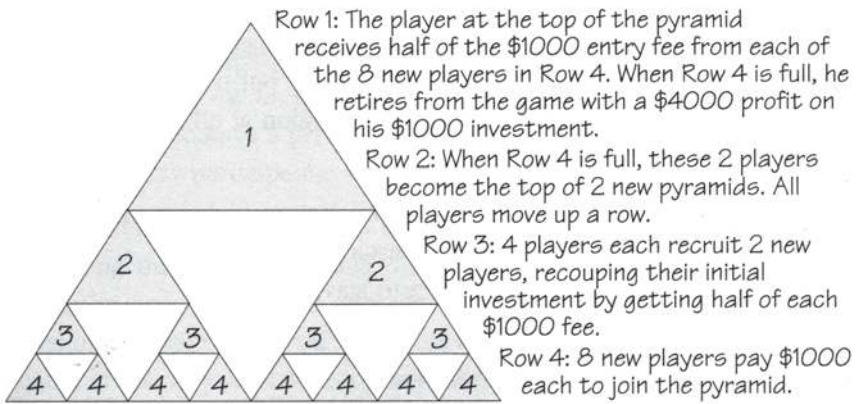 Row 1: The player at the top of the pyramid
receives half of the $1000 entry fee from each of
the 8 new players in Row 4. When Row 4 is full, he
retires from the game with a $4000 profit on
his $1000 investment.
1
Row 2: When Row 4 is full, these 2 players
become the top of 2 new pyramids. All
players move up a row.
2 2
Row 3: 4 players each recruit 2 new
players, recouping their initial
investment by getting half of each
$1000 fee.
3 3 3 3
Row 4: 8 new players pay $1000
each to join the pyramid.
4 4 4 4 4 4 4 4